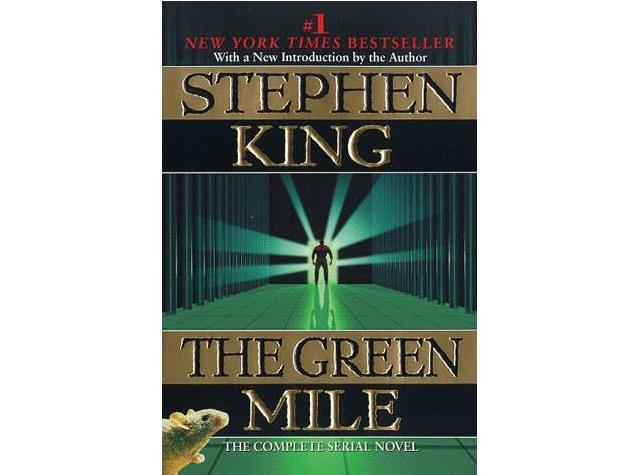 #1
NEW YORK TIMES BESTSELLER
With a New Introduction by the Author
STEPHEN
KING
THE GREEN
MILE
THE COMPLETE SERIAL NOVEL